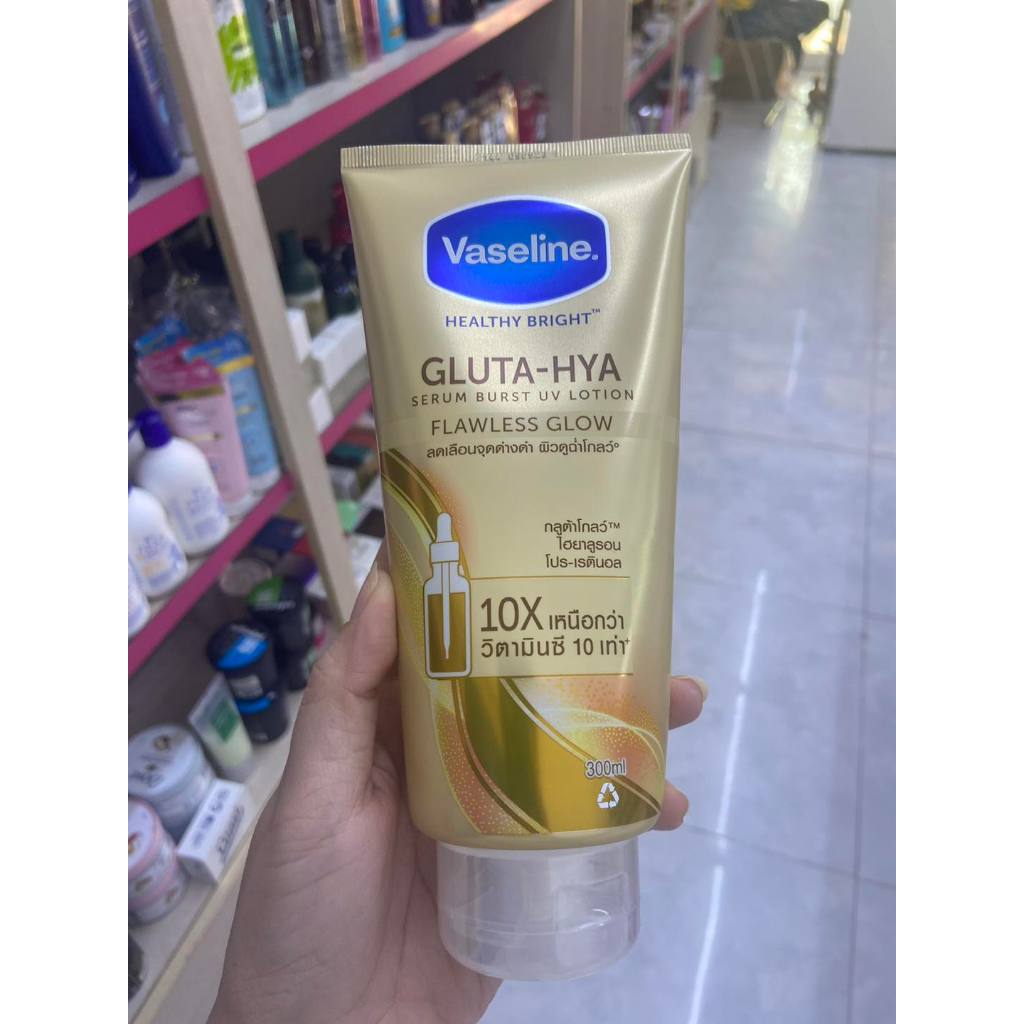 Vaseline.
HEALTHY BRIGHT™
GLUTA-HYA
SERUM BURST UV LOTION
FLAWLESS GLOW
ลดเลือนจุดด่างดำ ผิวดูฉ่ำโกลว์°
กลูต้าโกลว์™
ไฮยาลูรอน
โปร-เรตินอล
10X เหนือกว่า
วิตามินซี 10 เท่า⁺
300ml